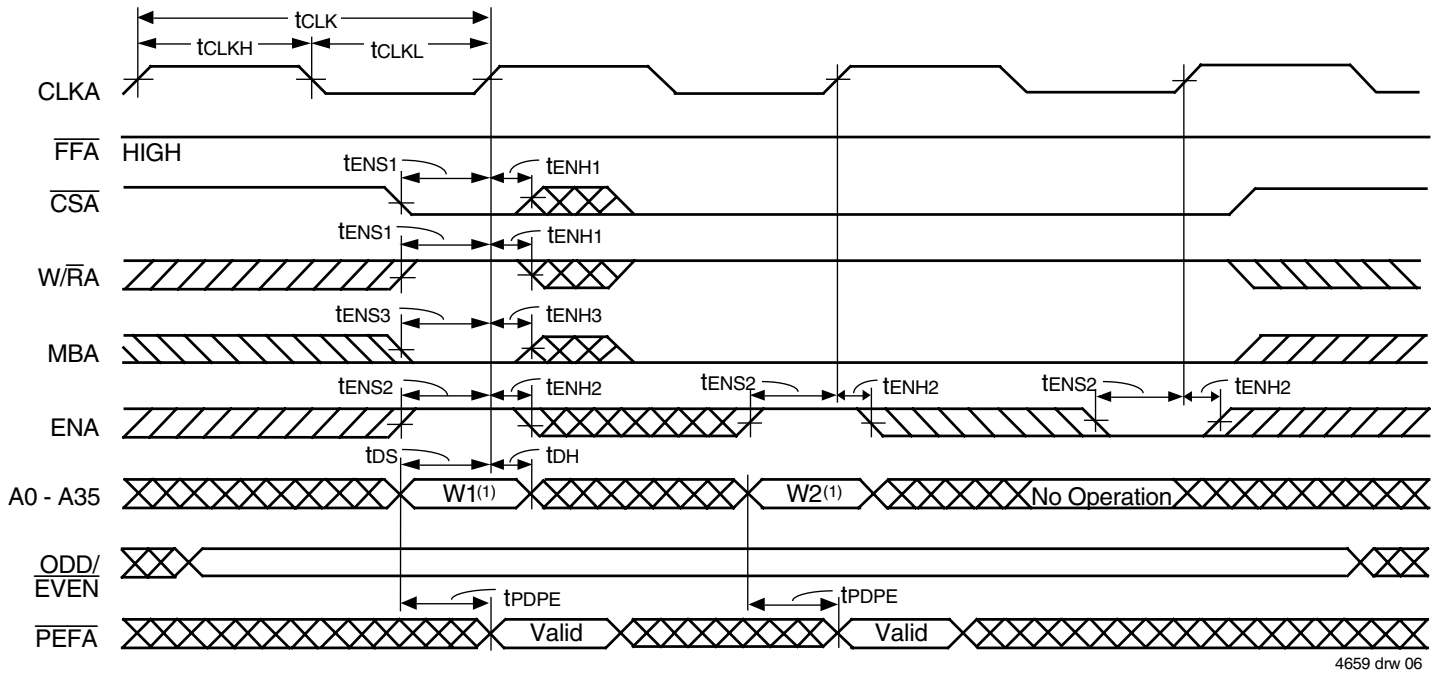 tCLK
tCLKH tCLKL
CLKA
FFA HIGH
tENS1 tENH1
CSA
tENS1 tENH1
W/RA
tENS3 tENH3
MBA
tENS2 tENH2 tENS2 tENH2 tENS2 tENH2
ENA
tDS tDH
A0 - A35 W1(1) W2(1) No Operation
ODD/
EVEN
tPDPE tPDPE
PEFA Valid Valid
4659 drw 06